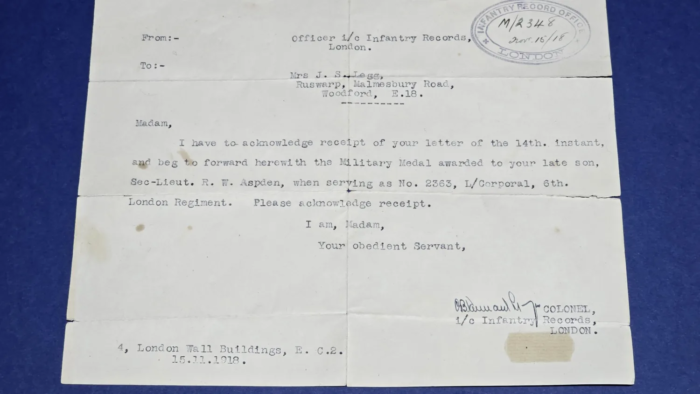 INFANTRY RECORD OFFICE
M/2348
15/18
LONDON
From:- Officer i/c Infantry Records,
London.
To:-
Mrs J. S. Legg,
Ruswarp, Malmesbury Road,
Woodford, E.18.
Madam,
I have to acknowledge receipt of your letter of the 14th. instant,
and beg to forward herewith the Military Medal awarded to your late son,
Sec-Lieut. R. W. Aspden, when serving as No. 2363, L/Corporal, 6th.
London Regiment. Please acknowledge receipt.
I am, Madam,
Your obedient Servant,
COLONEL,
i/c Infantry Records,
LONDON.
4, London Wall Buildings, E. C.2.
15.11.1918.